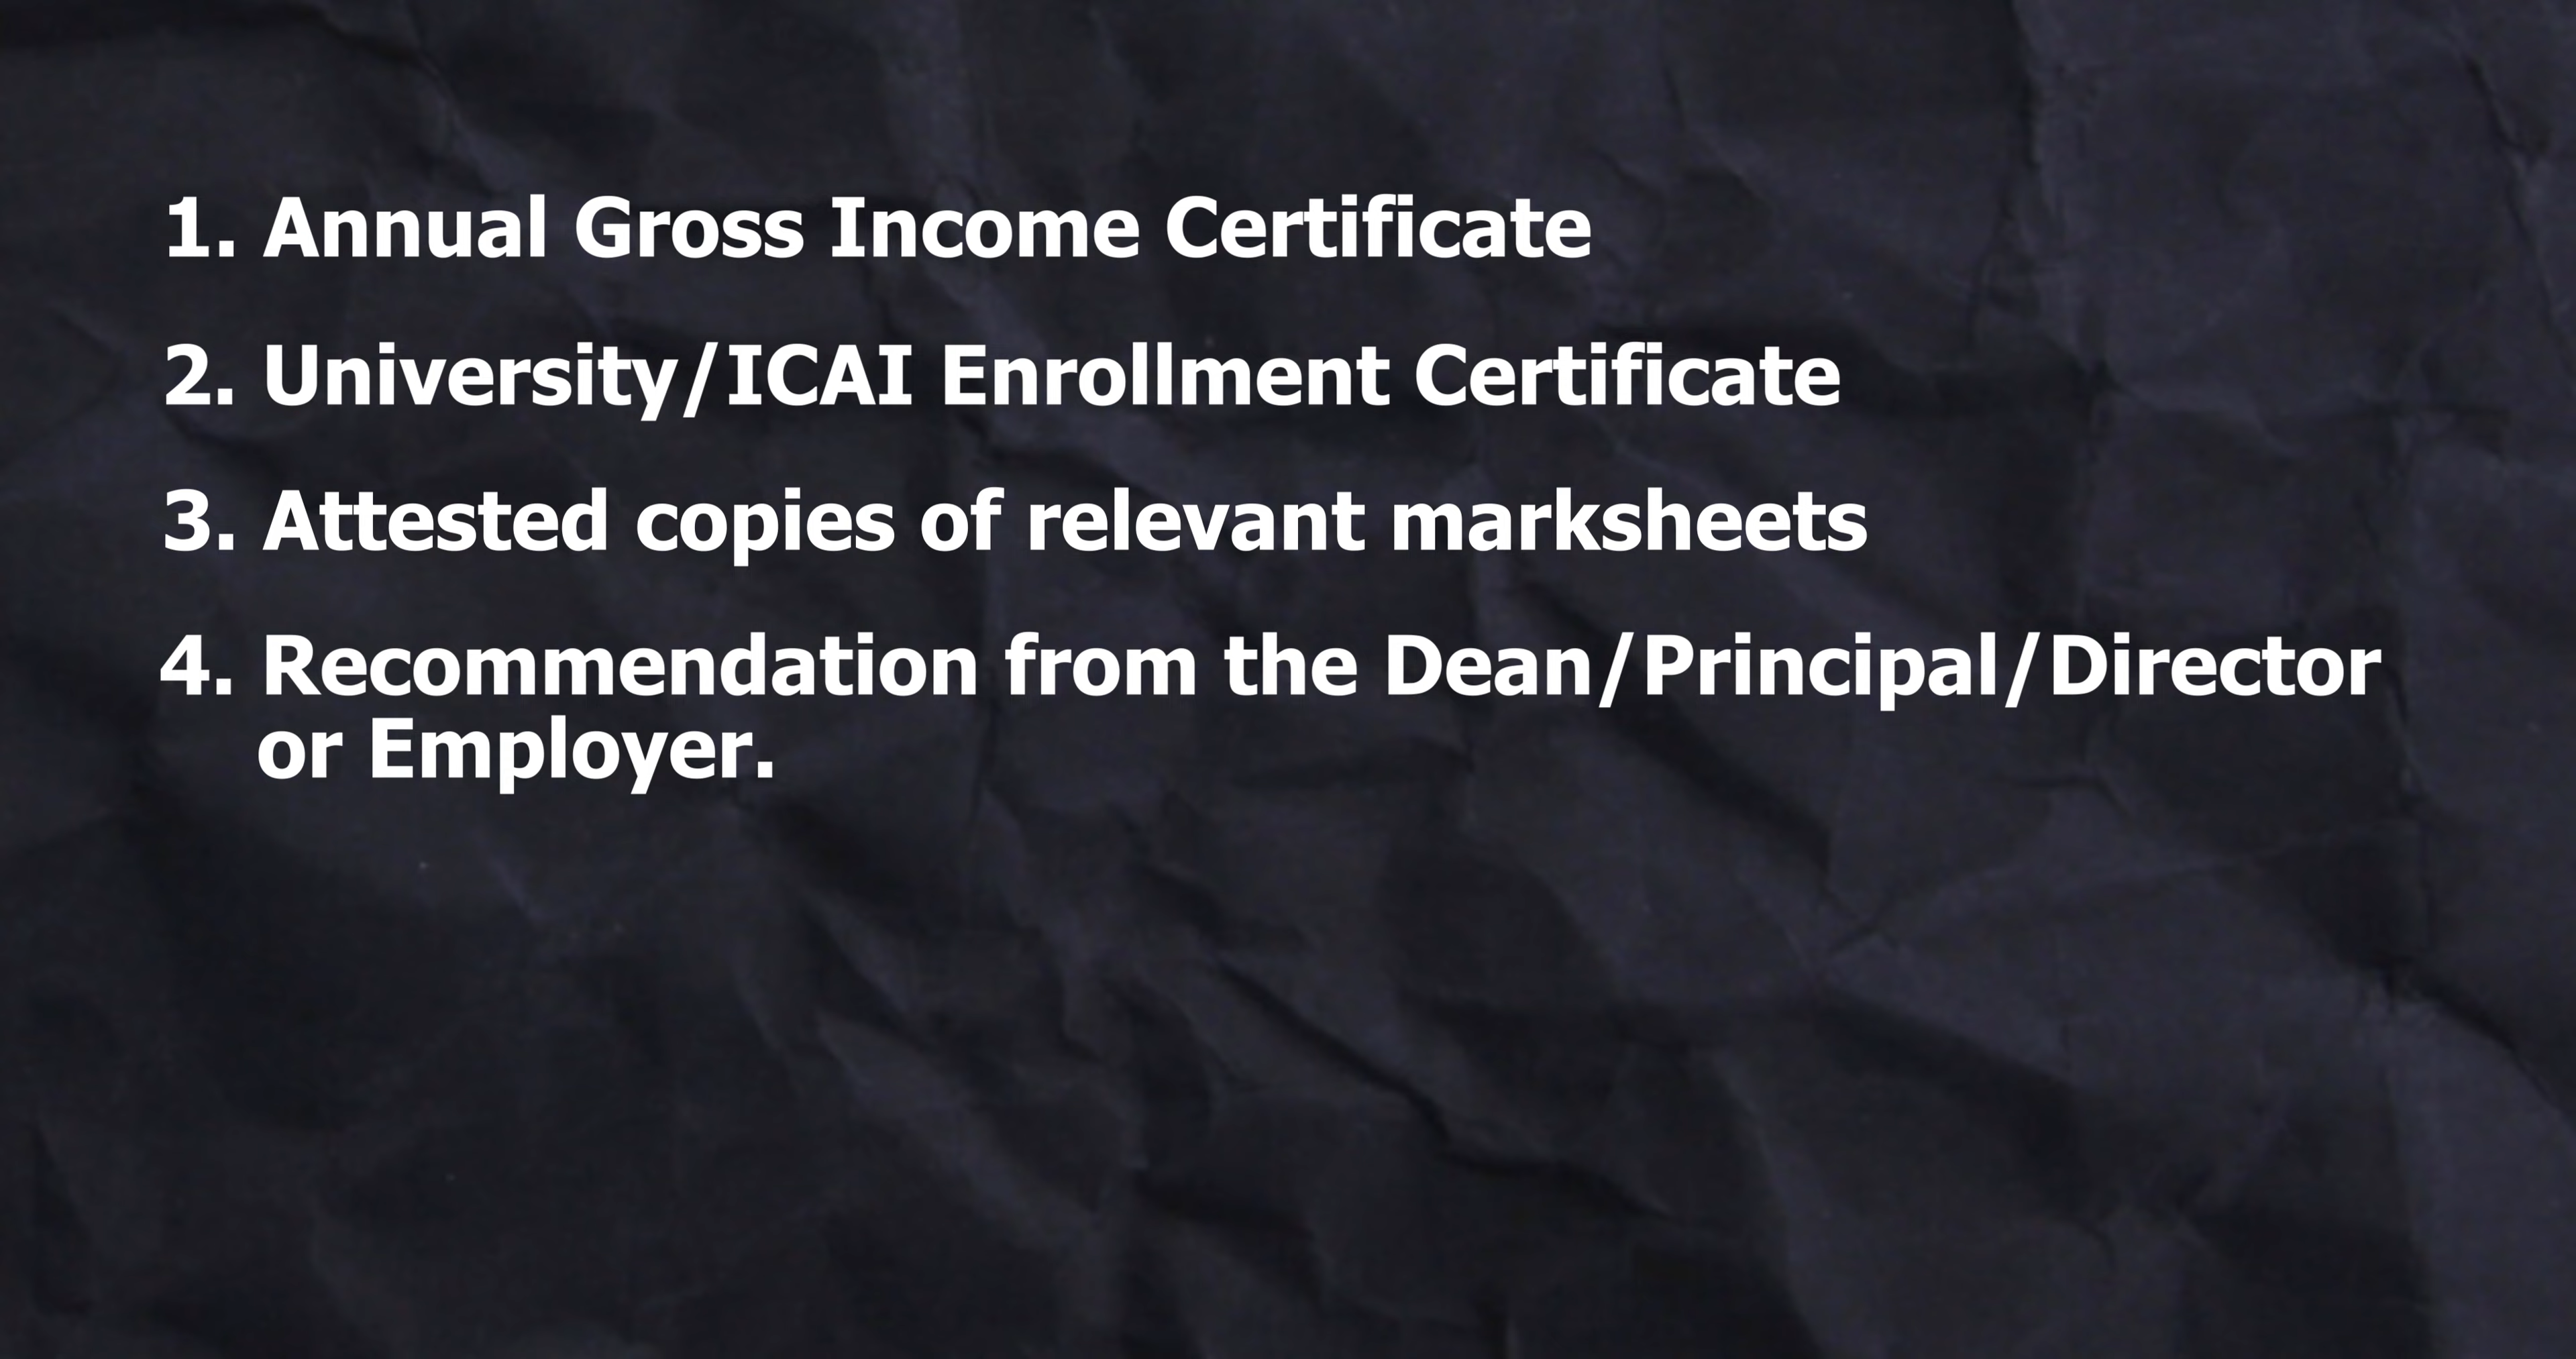 1. Annual Gross Income Certificate
2. University/ICAI Enrollment Certificate
3. Attested copies of relevant marksheets
4. Recommendation from the Dean/Principal/Director
or Employer.